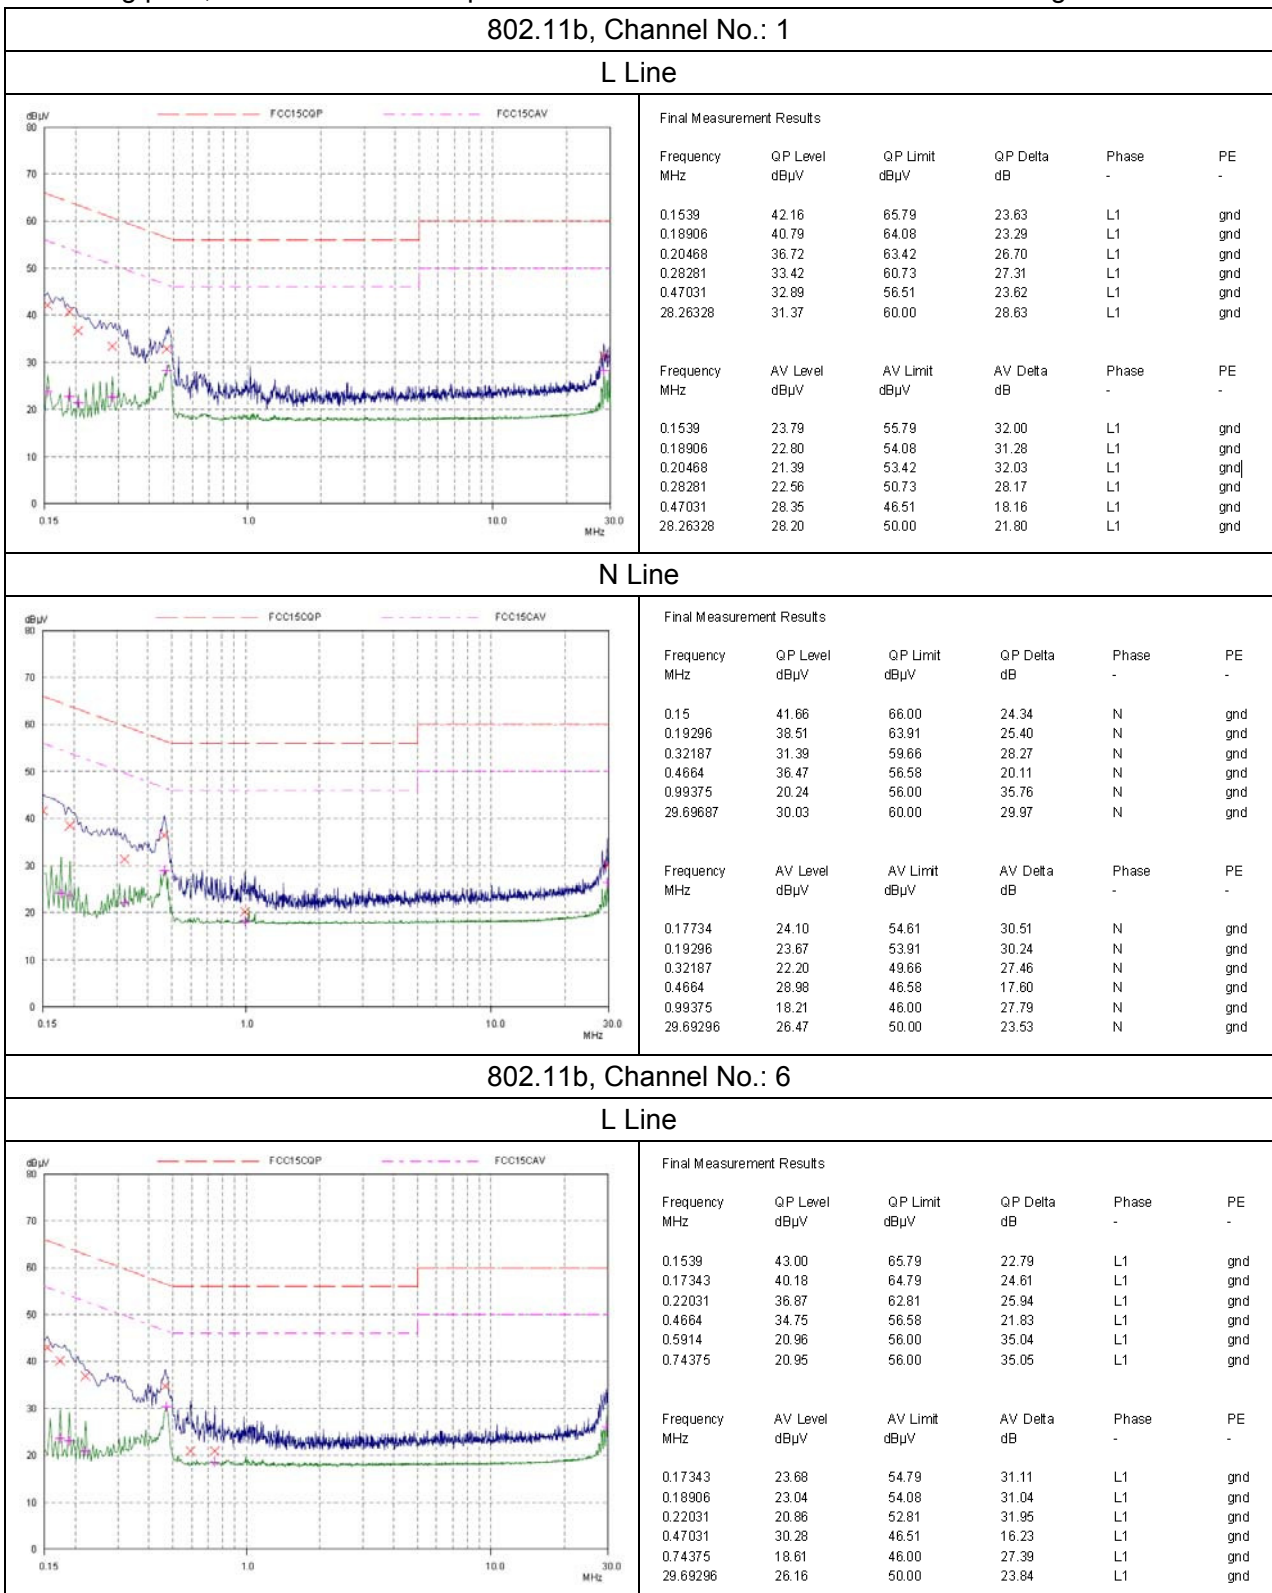 802.11b, Channel No.: 1
L Line
dBµV
FCC15CQP
FCC15CAV
80
70
60
50
40
30
20
10
0
0.15
1.0
10.0
30.0
MHz
Final Measurement Results
Frequency QP Level QP Limit QP Delta Phase PE
MHz dBµV dBµV dB - -
0.1539 42.16 65.79 23.63 L1 gnd
0.18906 40.79 64.08 23.29 L1 gnd
0.20468 36.72 63.42 26.70 L1 gnd
0.28281 33.42 60.73 27.31 L1 gnd
0.47031 32.89 56.51 23.62 L1 gnd
28.26328 31.37 60.00 28.63 L1 gnd
Frequency AV Level AV Limit AV Delta Phase PE
MHz dBµV dBµV dB - -
0.1539 23.79 55.79 32.00 L1 gnd
0.18906 22.80 54.08 31.28 L1 gnd
0.20468 21.39 53.42 32.03 L1 gnd
0.28281 22.56 50.73 28.17 L1 gnd
0.47031 28.35 46.51 18.16 L1 gnd
28.26328 28.20 50.00 21.80 L1 gnd
N Line
dBµV
FCC15CQP
FCC15CAV
80
70
60
50
40
30
20
10
0
0.15
1.0
10.0
30.0
MHz
Final Measurement Results
Frequency QP Level QP Limit QP Delta Phase PE
MHz dBµV dBµV dB - -
0.15 41.66 66.00 24.34 N gnd
0.19296 38.51 63.91 25.40 N gnd
0.32187 31.39 59.66 28.27 N gnd
0.4664 36.47 56.58 20.11 N gnd
0.99375 20.24 56.00 35.76 N gnd
29.69687 30.03 60.00 29.97 N gnd
Frequency AV Level AV Limit AV Delta Phase PE
MHz dBµV dBµV dB - -
0.17734 24.10 54.61 30.51 N gnd
0.19296 23.67 53.91 30.24 N gnd
0.32187 22.20 49.66 27.46 N gnd
0.4664 28.98 46.58 17.60 N gnd
0.99375 18.21 46.00 27.79 N gnd
29.69296 26.47 50.00 23.53 N gnd
802.11b, Channel No.: 6
L Line
dBµV
FCC15CQP
FCC15CAV
80
70
60
50
40
30
20
10
0
0.15
1.0
10.0
30.0
MHz
Final Measurement Results
Frequency QP Level QP Limit QP Delta Phase PE
MHz dBµV dBµV dB - -
0.1539 43.00 65.79 22.79 L1 gnd
0.17343 40.18 64.79 24.61 L1 gnd
0.22031 36.87 62.81 25.94 L1 gnd
0.4664 34.75 56.58 21.83 L1 gnd
0.5914 20.96 56.00 35.04 L1 gnd
0.74375 20.95 56.00 35.05 L1 gnd
Frequency AV Level AV Limit AV Delta Phase PE
MHz dBµV dBµV dB - -
0.17343 23.68 54.79 31.11 L1 gnd
0.18906 23.04 54.08 31.04 L1 gnd
0.22031 20.86 52.81 31.95 L1 gnd
0.47031 30.28 46.51 16.23 L1 gnd
0.74375 18.61 46.00 27.39 L1 gnd
29.69296 26.16 50.00 23.84 L1 gnd